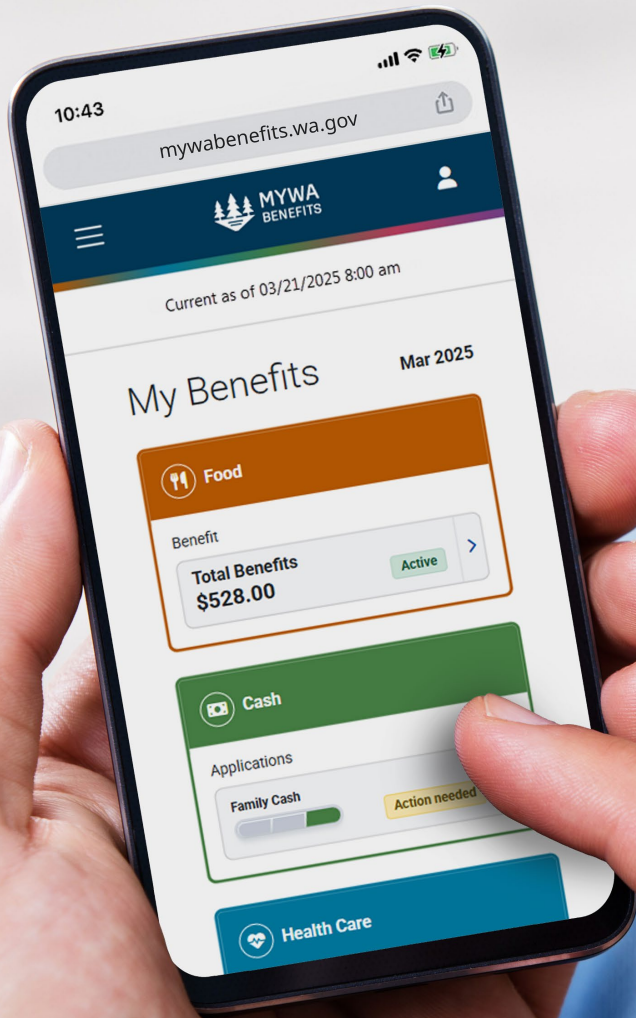 10:43
mywabenefits.wa.gov
MYWA
BENEFITS
Current as of 03/21/2025 8:00 am
My Benefits
Mar 2025
Food
Benefit
Total Benefits
$528.00
Active
Cash
Applications
Family Cash
Action needed
Health Care